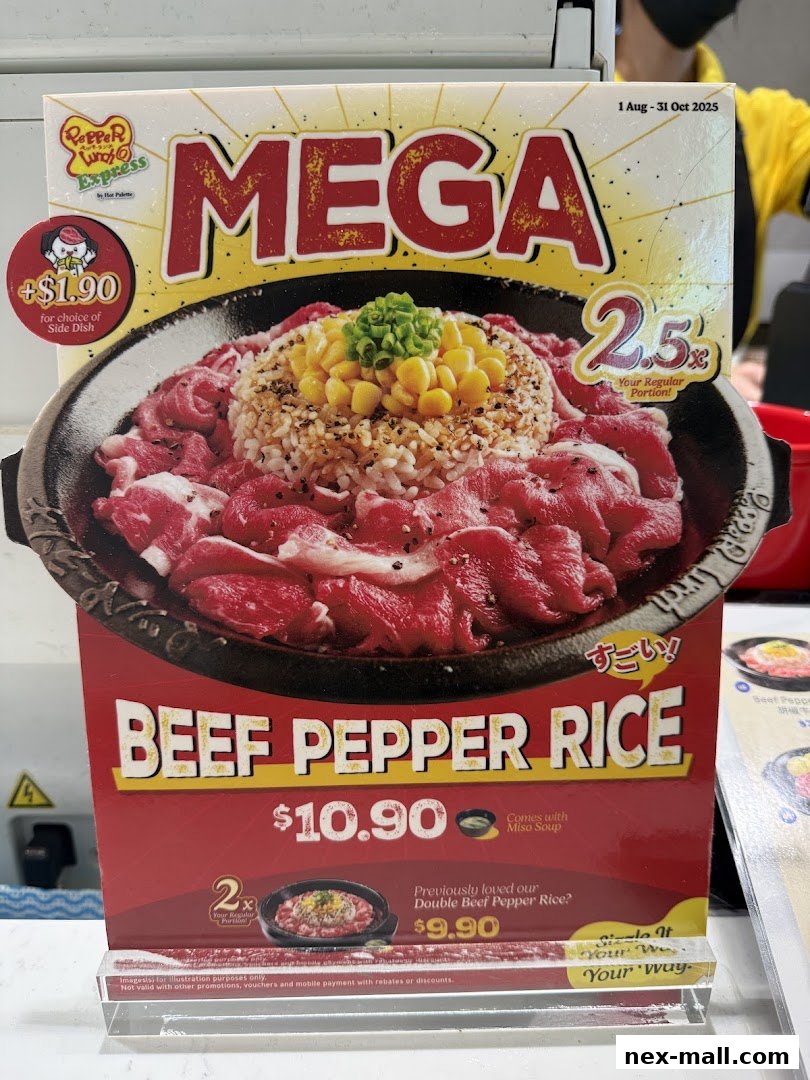 1 Aug - 31 Oct 2025
PePPeR
Lunch
Express
by Hot Palette
MEGA
+$1.90
for choice of
Side Dish
2.5x
Your Regular
Portion!
PePPeR Lunch
すごい!
BEEF PEPPER RICE
$10.90
Comes with
Miso Soup
2x
Your Regular
Portion!
Previously loved our
Double Beef Pepper Rice?
$9.90
Sizzle It
Your Way.
Image(s) for illustration purposes only.
Not valid with other promotions, vouchers and mobile payment with rebates or discounts.
Beef Pepper
nex-mall.com